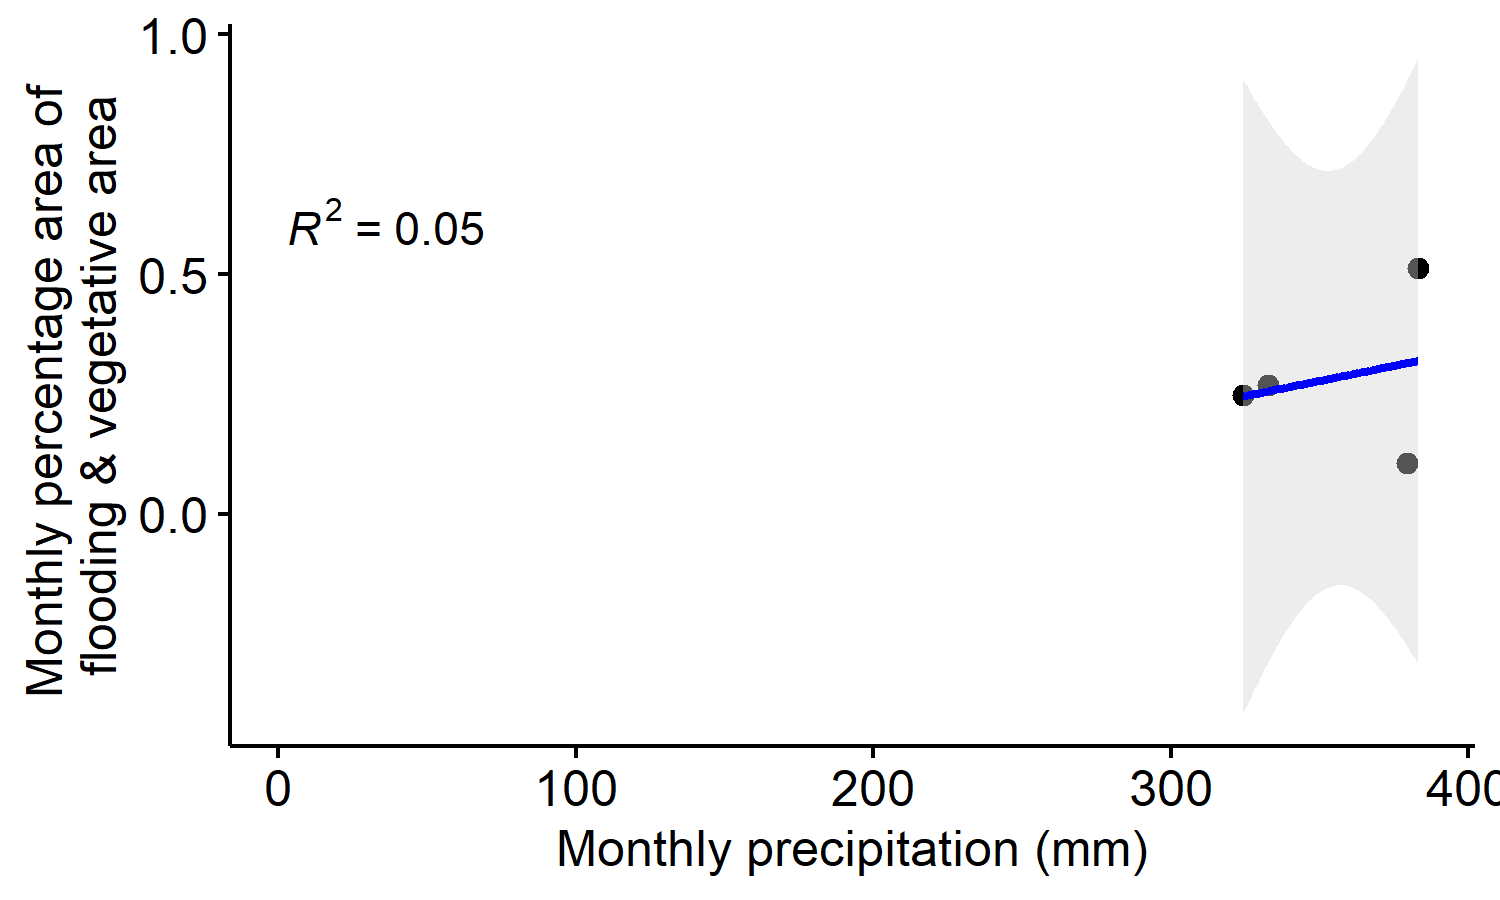 Monthly percentage area of
flooding & vegetative area
1.0
0.5
0.0
R² = 0.05
0 100 200 300 400
Monthly precipitation (mm)